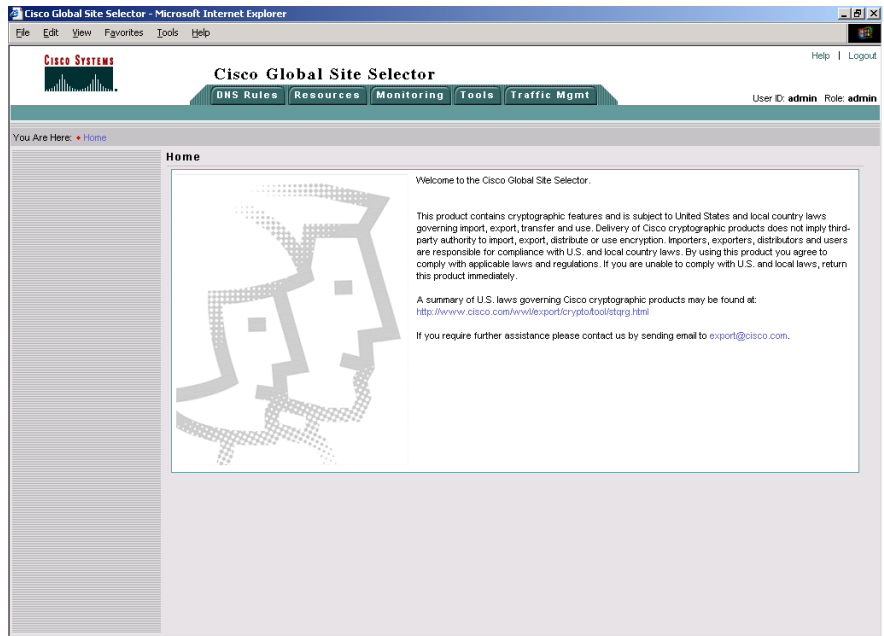 Cisco Global Site Selector - Microsoft Internet Explorer
File Edit View Favorites Tools Help
CISCO SYSTEMS
Help | Logout
Cisco Global Site Selector
DNS Rules Resources Monitoring Tools Traffic Mgmt
User ID: admin Role: admin
You Are Here: Home
Home
Welcome to the Cisco Global Site Selector.
This product contains cryptographic features and is subject to United States and local country laws
governing import, export, transfer and use. Delivery of Cisco cryptographic products does not imply third-
party authority to import, export, distribute or use encryption. Importers, exporters, distributors and users
are responsible for compliance with U.S. and local country laws. By using this product you agree to
comply with applicable laws and regulations. If you are unable to comply with U.S. and local laws, return
this product immediately.
A summary of U.S. laws governing Cisco cryptographic products may be found at:
http://www.cisco.com/wwl/export/crypto/tool/stqrg.html
If you require further assistance please contact us by sending email to export@cisco.com.